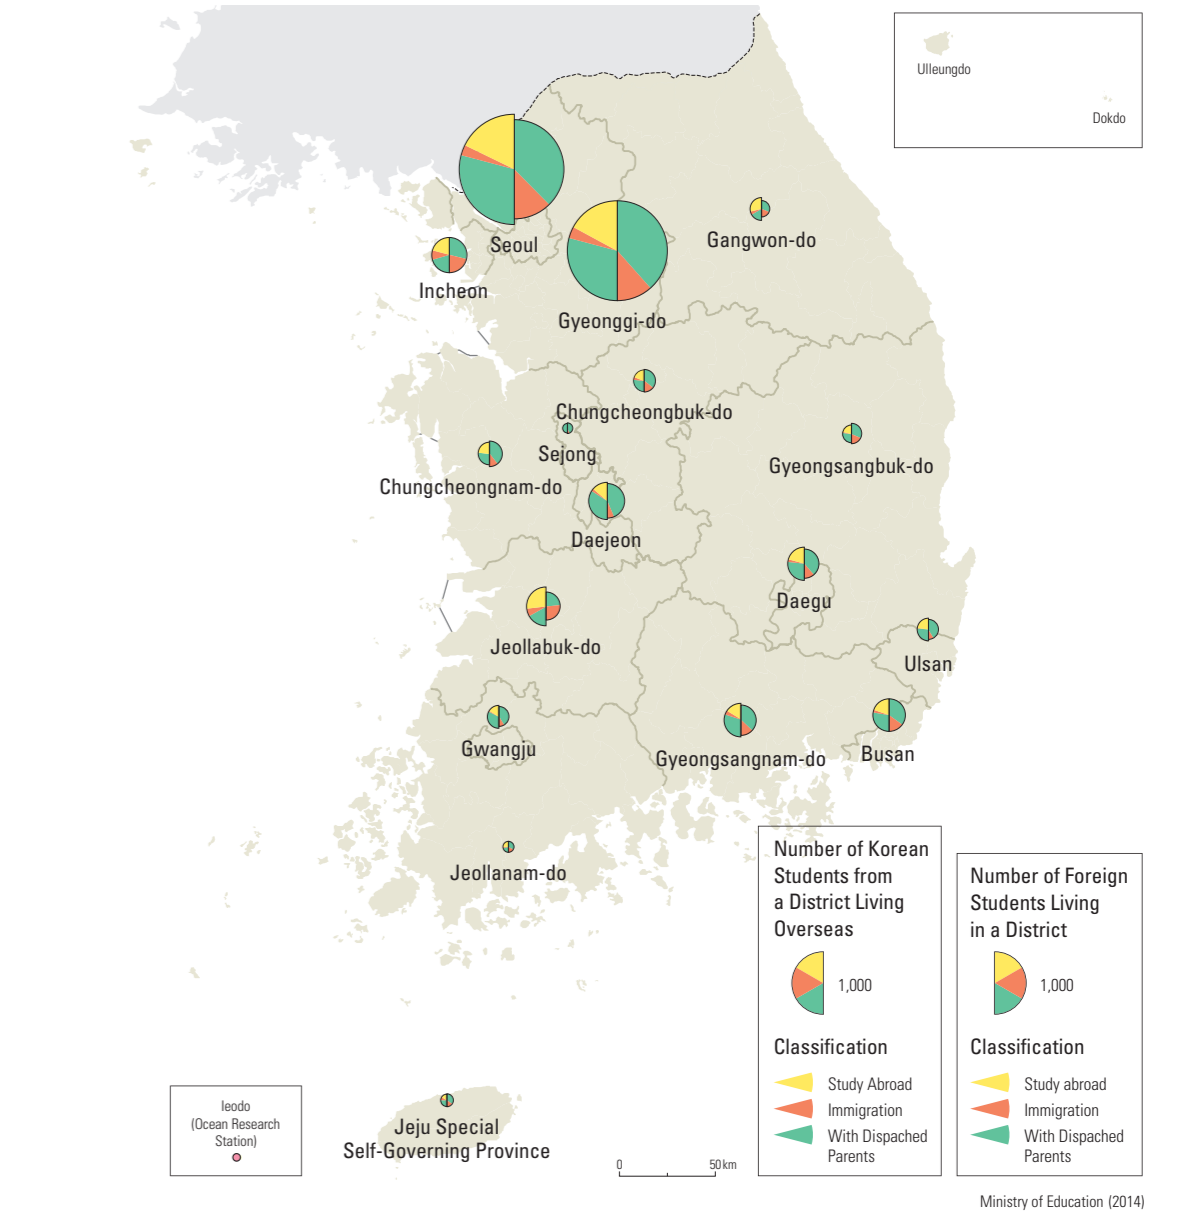 Ulleungdo
Dokdo
Seoul
Gangwon-do
Incheon
Gyeonggi-do
Chungcheongbuk-do
Sejong
Gyeongsangbuk-do
Chungcheongnam-do
Daejeon
Daegu
Jeollabuk-do
Ulsan
Gwangju
Gyeongsangnam-do
Busan
Jeollanam-do
Number of Korean
Students from
a District Living
Overseas
1,000
Classification
Study Abroad
Immigration
With Dispached
Parents
Number of Foreign
Students Living
in a District
1,000
Classification
Study abroad
Immigration
With Dispached
Parents
Ieodo
(Ocean Research
Station)
Jeju Special
Self-Governing Province
0 50 km
Ministry of Education (2014)